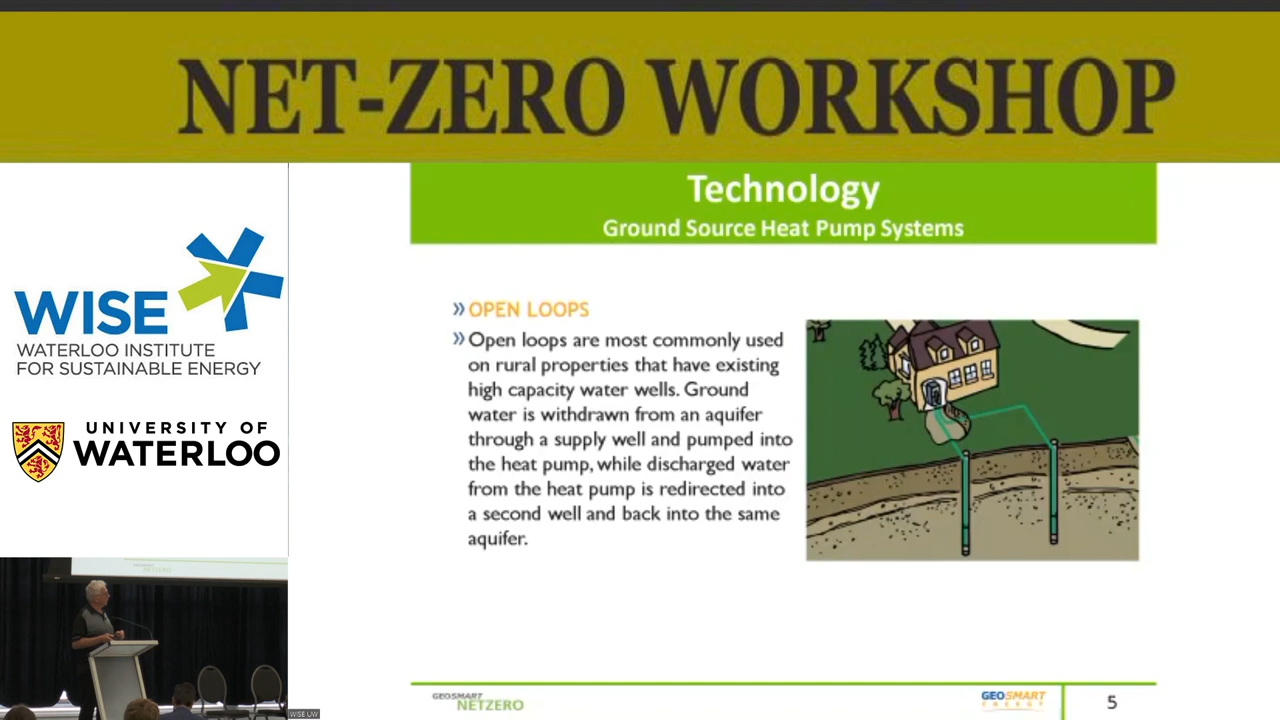 NET-ZERO WORKSHOP
Technology
Ground Source Heat Pump Systems
WISE
WATERLOO INSTITUTE
FOR SUSTAINABLE ENERGY
UNIVERSITY OF
WATERLOO
» OPEN LOOPS
» Open loops are most commonly used
on rural properties that have existing
high capacity water wells. Ground
water is withdrawn from an aquifer
through a supply well and pumped into
the heat pump, while discharged water
from the heat pump is redirected into
a second well and back into the same
aquifer.
GEOSMART
NETZERO
GEOSMART
ENERGY
5
WISE UW